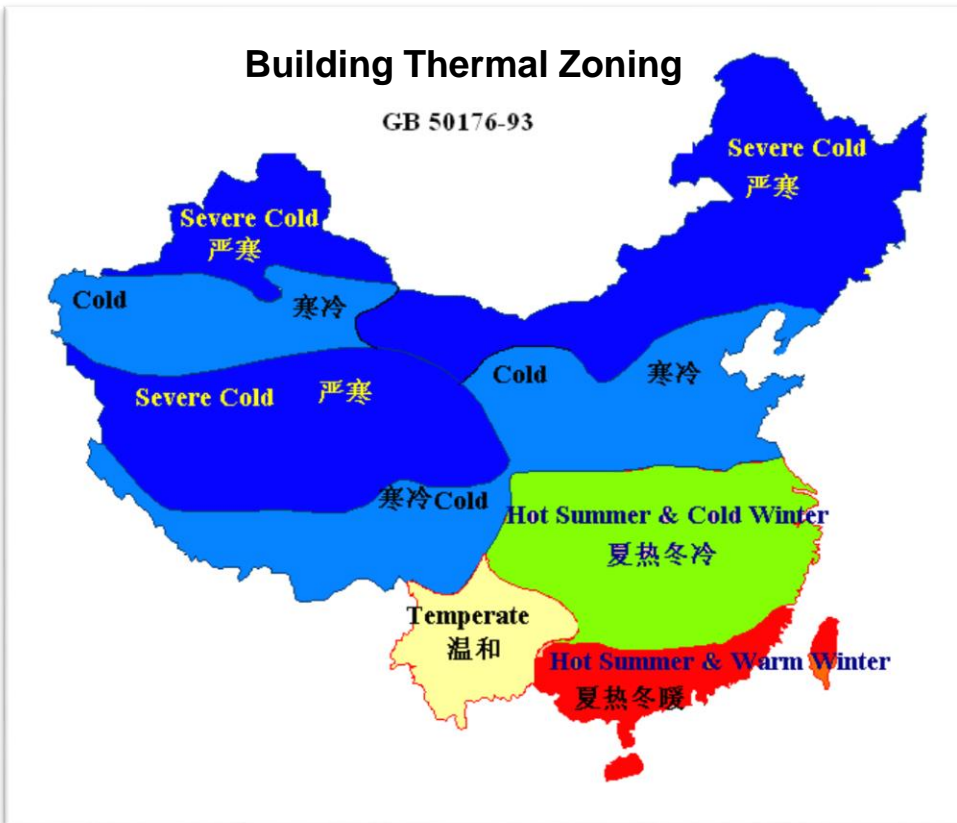 Building Thermal Zoning
GB 50176-93
Severe Cold
严寒
Severe Cold
严寒
Cold
寒冷
Cold
寒冷
Severe Cold
严寒
寒冷Cold
Hot Summer & Cold Winter
夏热冬冷
Temperate
温和
Hot Summer & Warm Winter
夏热冬暖